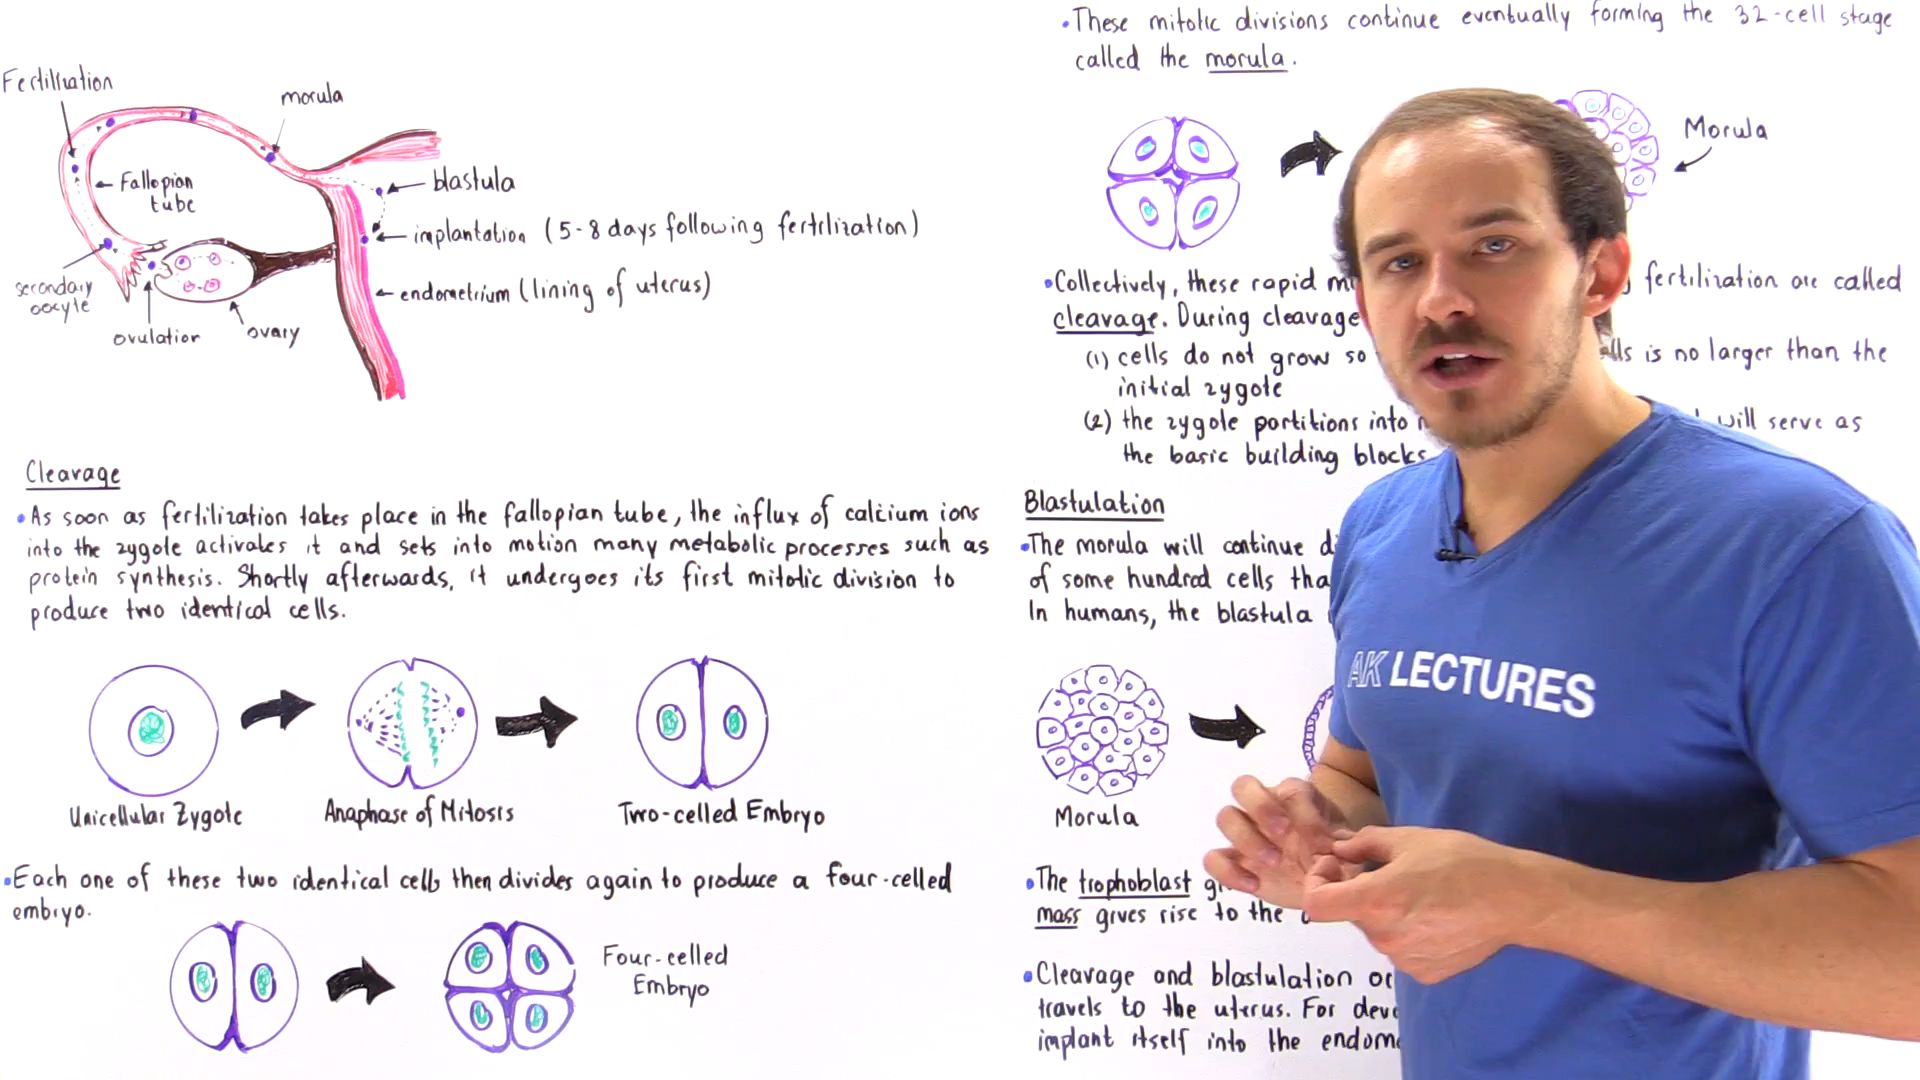 Fertilization
morula
Fallopian
tube
blastula
implantation (5-8 days following fertilization)
secondary
oocyte
endometrium (lining of uterus)
ovulation
ovary
Cleavage
•As soon as fertilization takes place in the fallopian tube, the influx of calcium ions
into the zygote activates it and sets into motion many metabolic processes such as
protein synthesis. Shortly afterwards, it undergoes its first mitotic division to
produce two identical cells.
Unicellular Zygote
Anaphase of Mitosis
Two-celled Embryo
•Each one of these two identical cells then divides again to produce a four-celled
embryo.
Four-celled
Embryo
•These mitotic divisions continue eventually forming the 32-cell stage
called the morula.
Morula
•Collectively, these rapid fertilization are called
cleavage. During cleavage
(1) cells do not grow so is no larger than the
initial zygote
(2) the zygote partitions into will serve as
the basic building blocks
Blastulation
•The morula will continue
of some hundred cells
In humans, the blastula
Morula
•The trophoblast
mass gives rise to the
•Cleavage and blastulation
travels to the uterus. For
implant itself into the
AK LECTURES